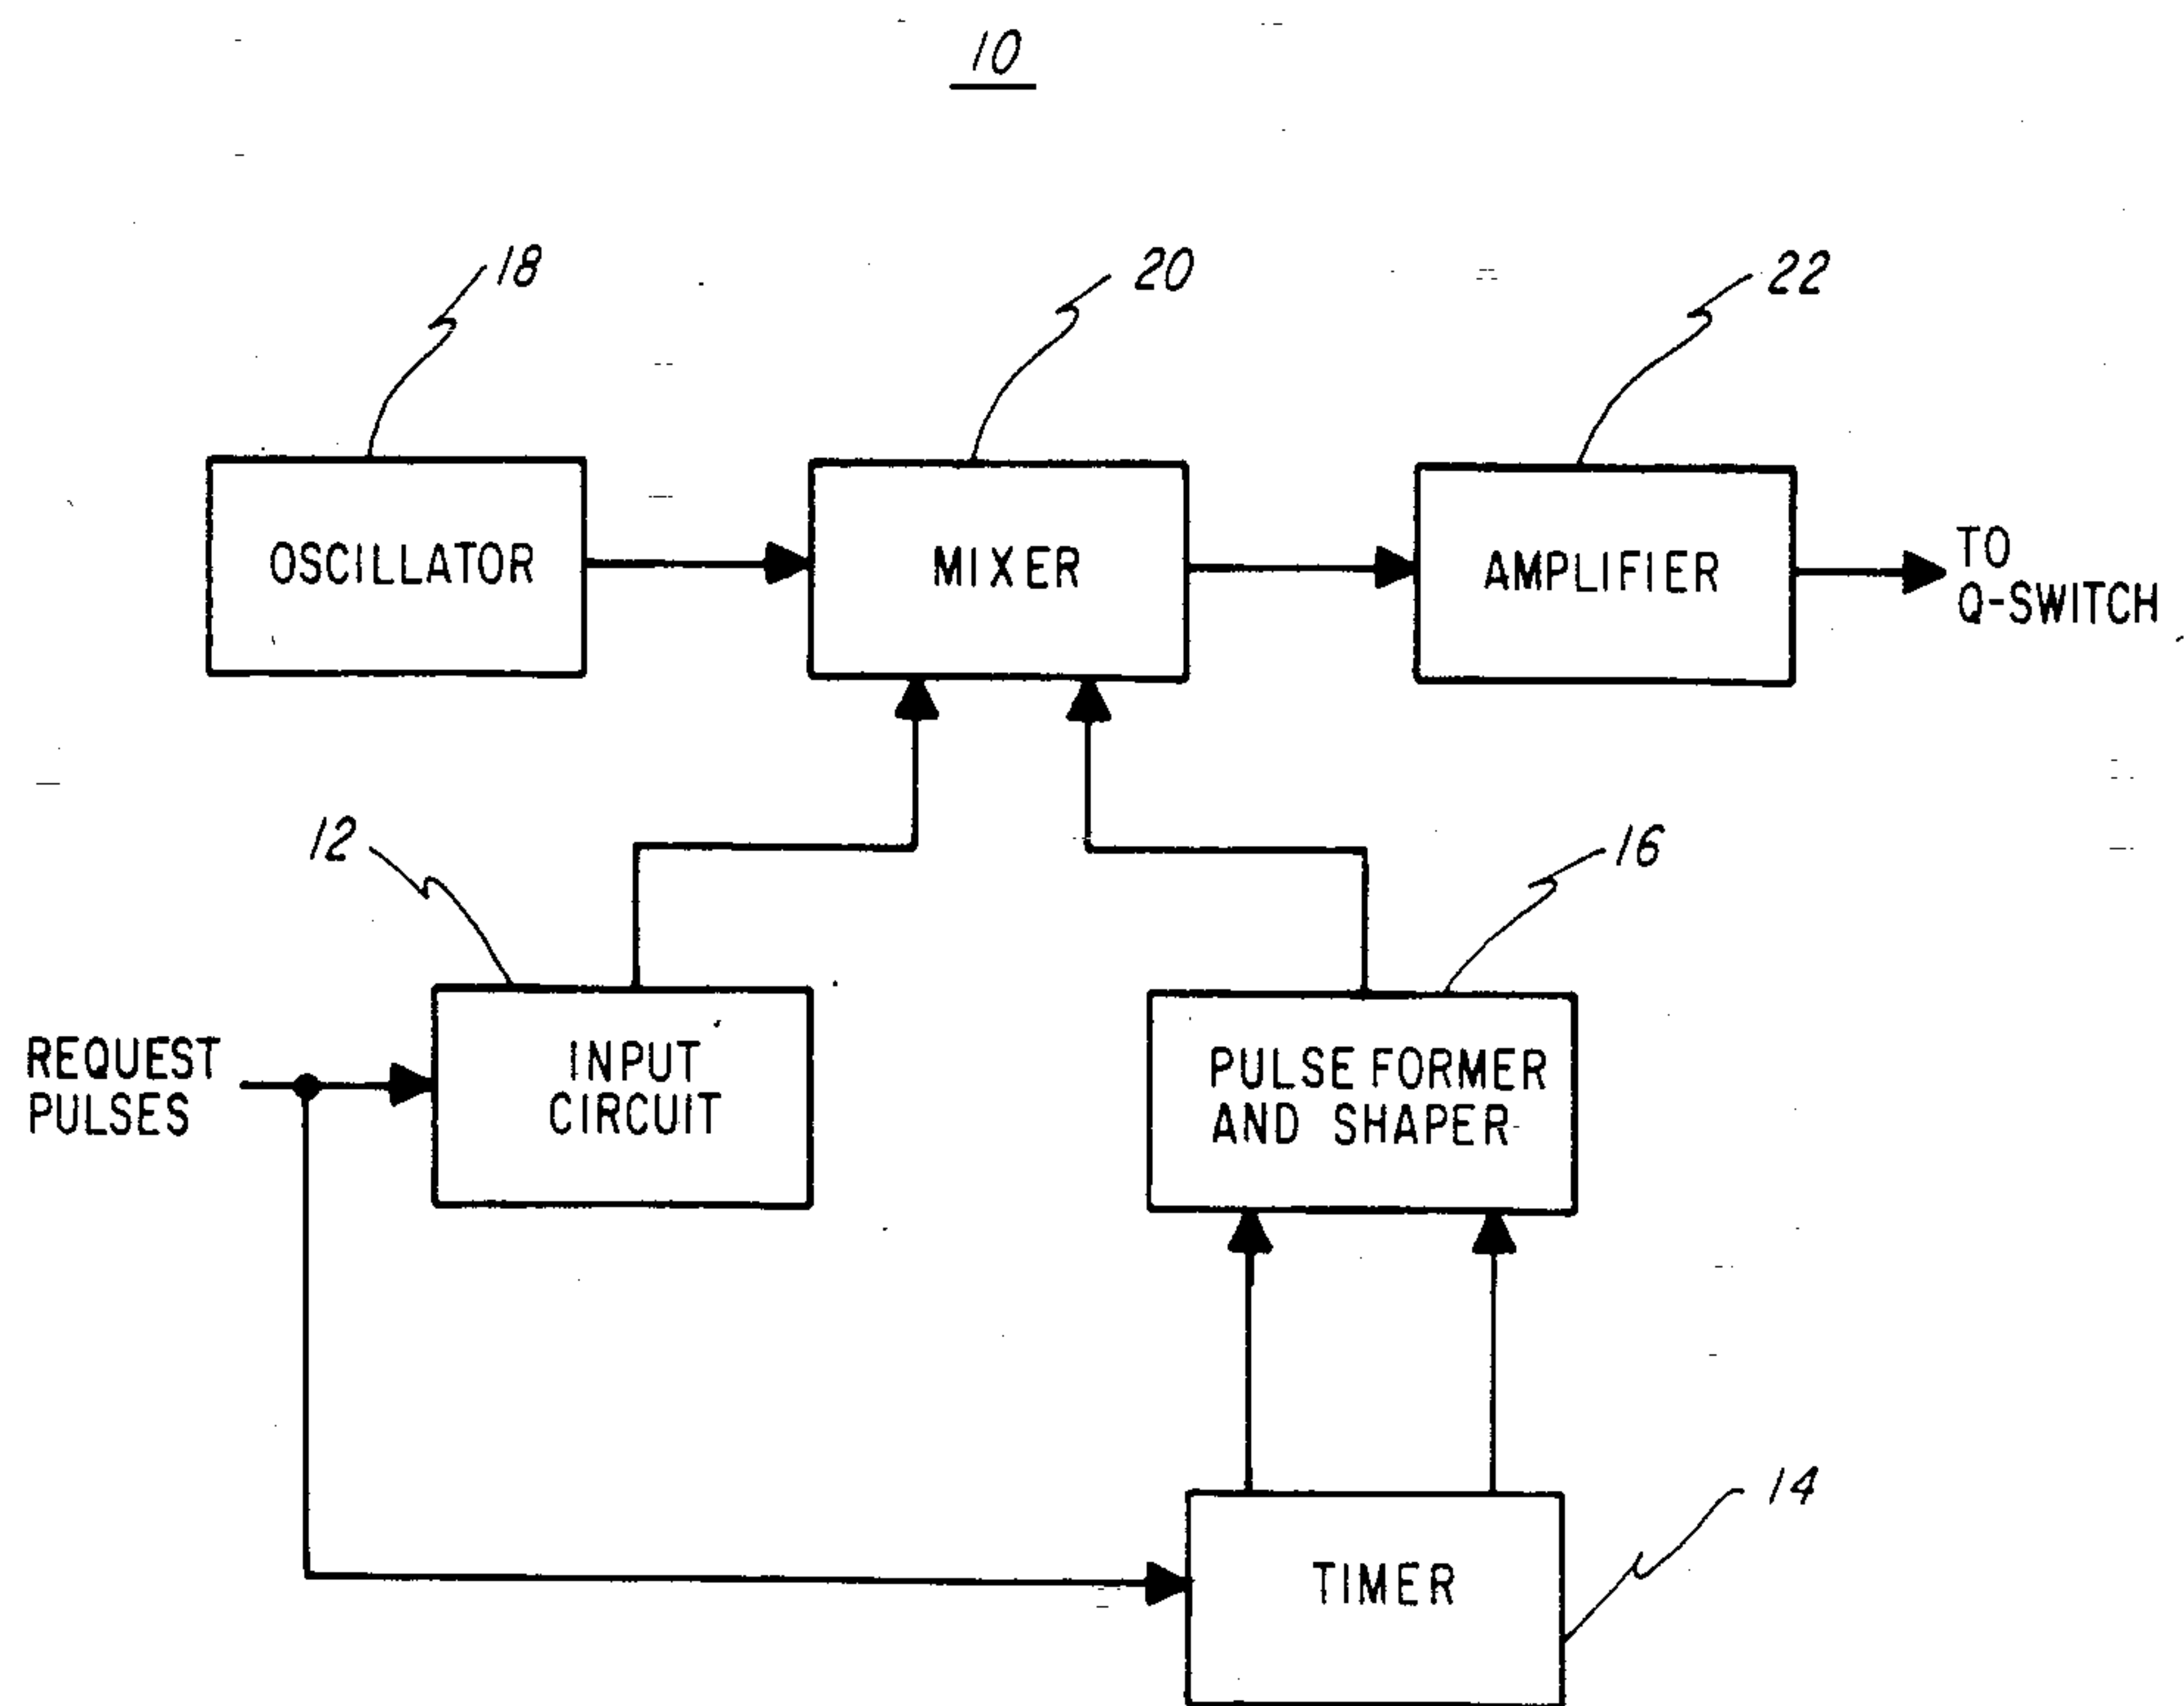 10
18
20
22
OSCILLATOR
MIXER
AMPLIFIER
TO
Q-SWITCH
12
16
REQUEST
PULSES
INPUT
CIRCUIT
PULSE FORMER
AND SHAPER
14
TIMER